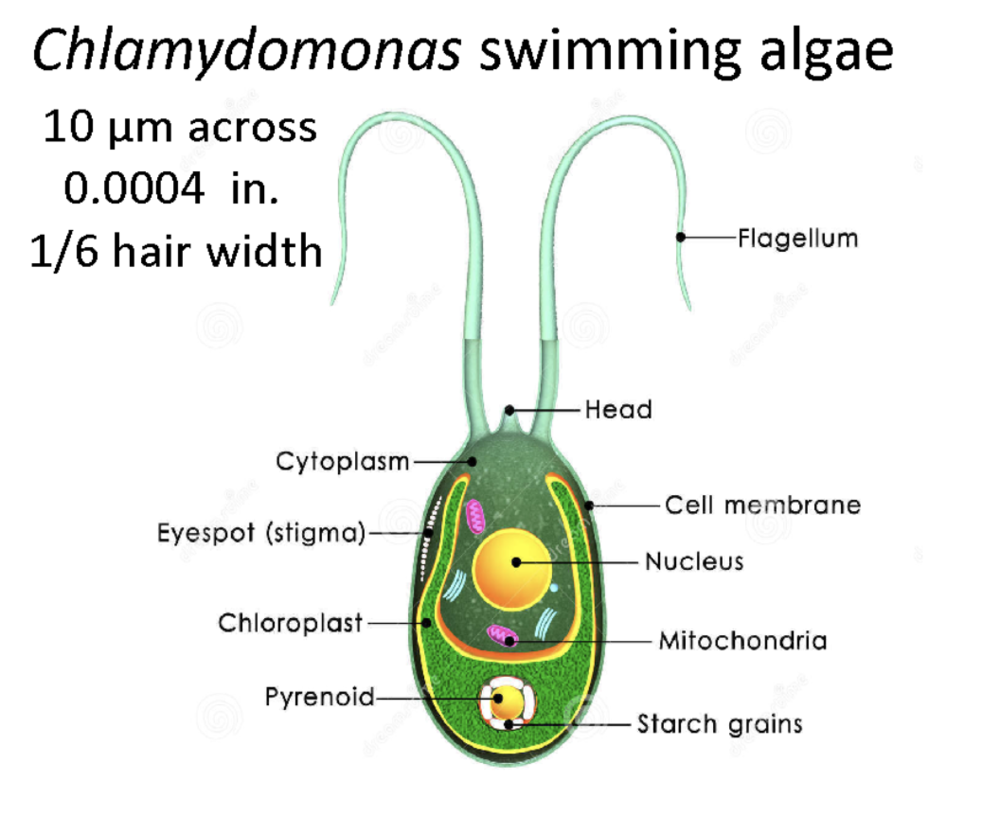 Chlamydomonas swimming algae
10 μm across
0.0004 in.
1/6 hair width
Flagellum
Head
Cytoplasm
Cell membrane
Eyespot (stigma)
Nucleus
Chloroplast
Mitochondria
Pyrenoid
Starch grains